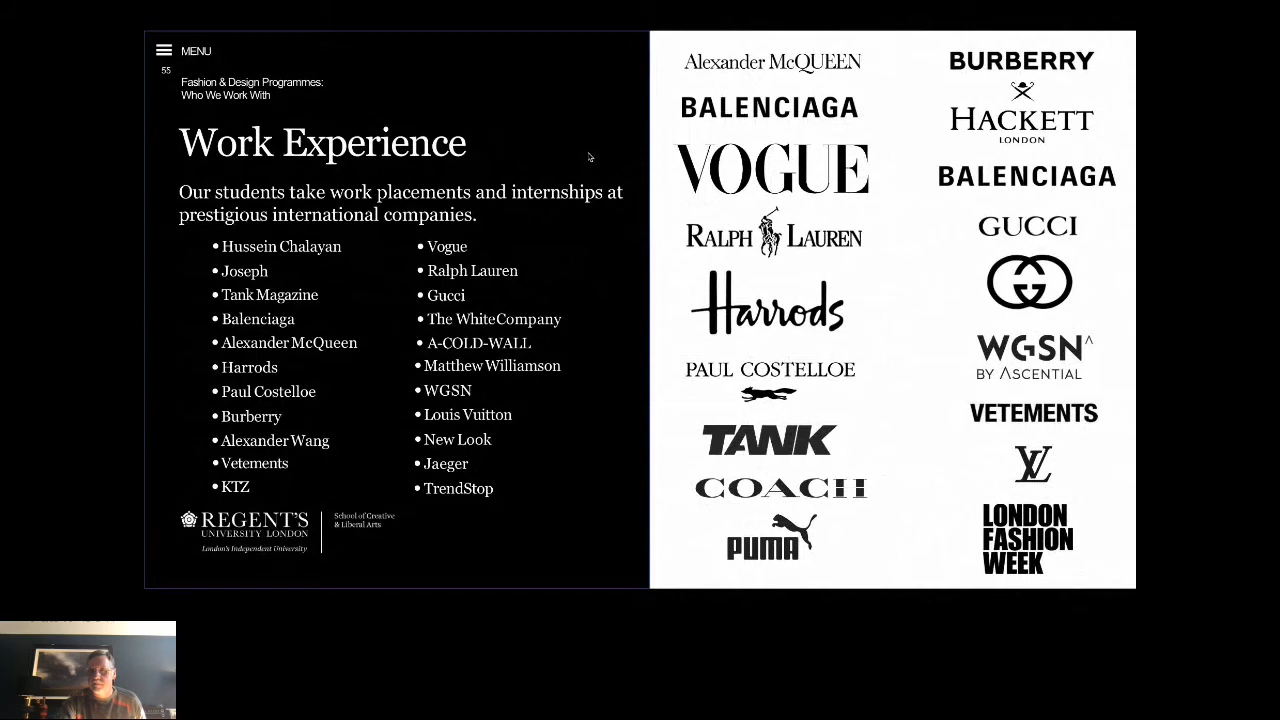 MENU
55
Fashion & Design Programmes:
Who We Work With
Work Experience
Our students take work placements and internships at
prestigious international companies.
• Hussein Chalayan
• Joseph
• Tank Magazine
• Balenciaga
• Alexander McQueen
• Harrods
• Paul Costelloe
• Burberry
• Alexander Wang
• Vetements
• KTZ
• Vogue
• Ralph Lauren
• Gucci
• The White Company
• A-COLD-WALL
• Matthew Williamson
• WGSN
• Louis Vuitton
• New Look
• Jaeger
• TrendStop
REGENT'S
UNIVERSITY LONDON
London's Independent University
School of Creative
& Liberal Arts
Alexander McQUEEN
BALENCIAGA
VOGUE
RALPH LAUREN
Harrods
PAUL COSTELLOE
TANK
COACH
PUMA
BURBERRY
HACKETT
LONDON
BALENCIAGA
GUCCI
WGSN
BY ASCENTIAL
VETEMENTS
LV
LONDON
FASHION
WEEK